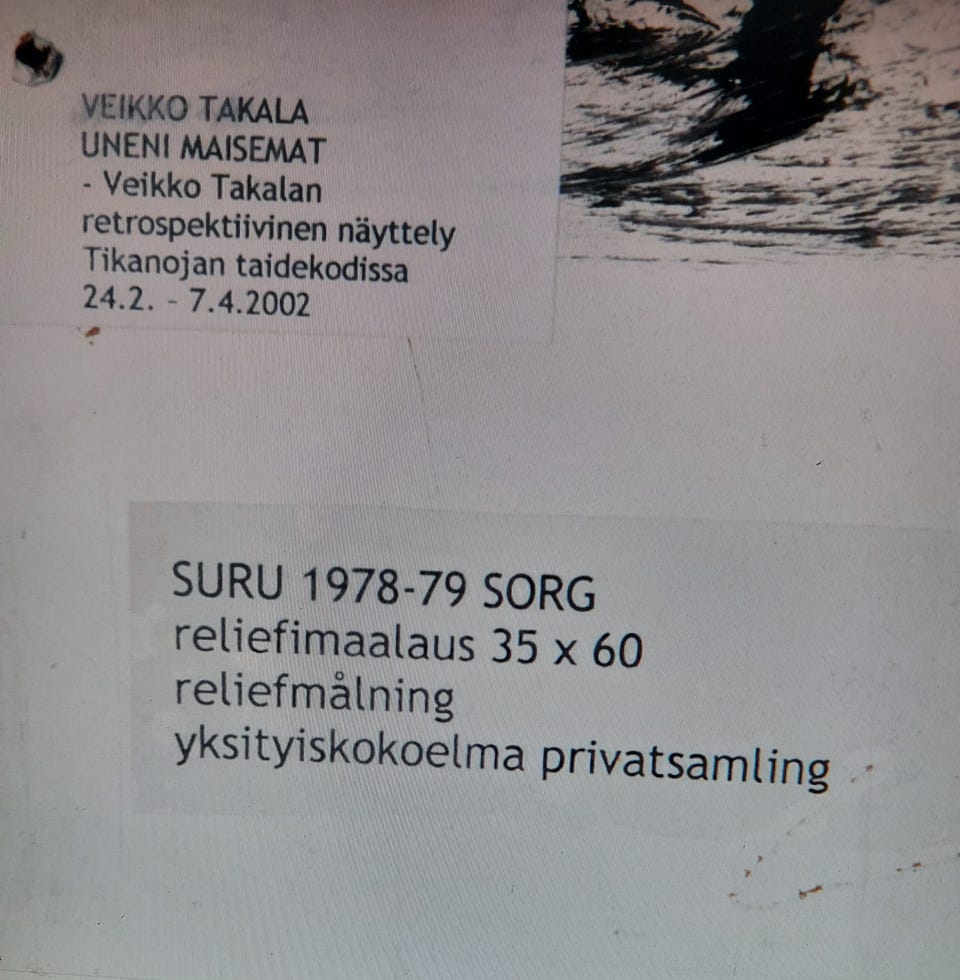 VEIKKO TAKALA
UNENI MAISEMAT
- Veikko Takalan
retrospektiivinen näyttely
Tikanojan taidekodissa
24.2. - 7.4.2002
SURU 1978-79 SORG
reliefimaalaus 35 x 60
reliefmålning
yksityiskokoelma privatsamling